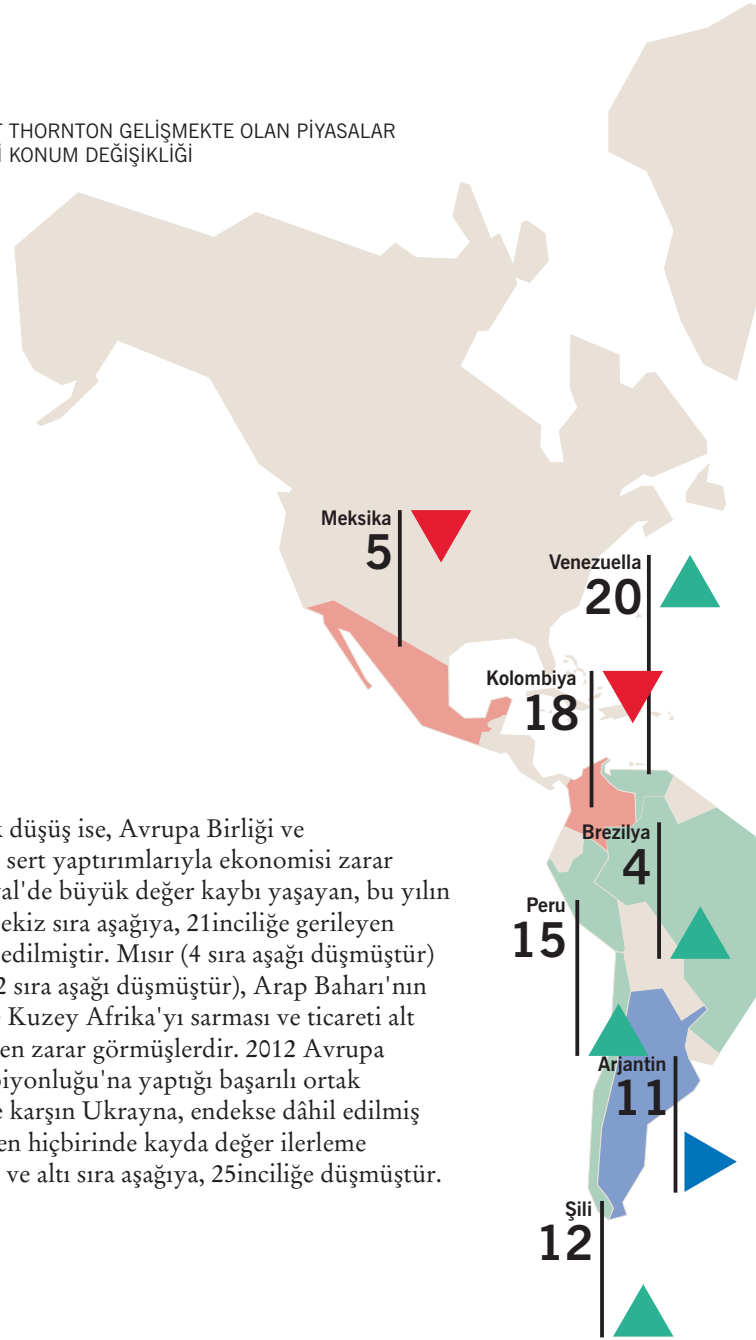 T THORNTON GELİŞMEKTE OLAN PİYASALAR
İ KONUM DEĞİŞİKLİĞİ
Meksika
5
Venezuella
20
Kolombiya
18
Brezilya
4
Peru
15
Arjantin
11
Şili
12
k düşüş ise, Avrupa Birliği ve
sert yaptırımlarıyla ekonomisi zarar
al'de büyük değer kaybı yaşayan, bu yılın
ekiz sıra aşağıya, 21inciliğe gerileyen
edilmiştir. Mısır (4 sıra aşağı düşmüştür)
2 sıra aşağı düşmüştür), Arap Baharı'nın
Kuzey Afrika'yı sarması ve ticareti alt
en zarar görmüşlerdir. 2012 Avrupa
piyonluğu'na yaptığı başarılı ortak
e karşın Ukrayna, endekse dâhil edilmiş
en hiçbirinde kayda değer ilerleme
ve altı sıra aşağıya, 25inciliğe düşmüştür.